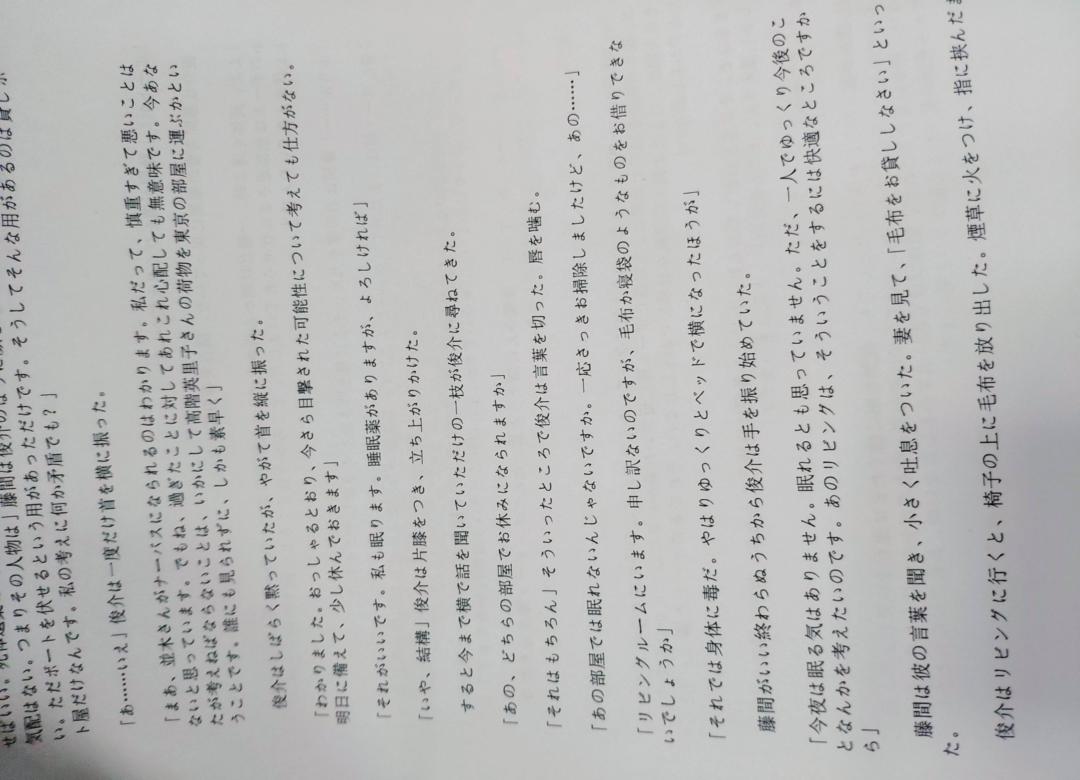 せばいい。
気配はない。つまりその人物は」藤間は俊介の
い。ただボートを伏せるという用があっただけです。そうしてそんな用があるのは貸しボ
ト屋だけなんです。私の考えに何か矛盾でも?」
「あ……いえ」俊介は一度だけ首を横に振った。
「まあ、並木さんがナーバスになられるのはわかります。私だって、慎重すぎて悪いことは
ないと思っています。でもね、過ぎたことに対してあれこれ心配しても無意味です。今あな
たが考えねばならないことは、いかにして高階英里子さんの荷物を東京の部屋に運ぶかとい
うことです。誰にも見られずに、しかも素早く」
俊介はしばらく黙っていたが、やがて首を縦に振った。
「わかりました。おっしゃるとおり、今さら目撃された可能性について考えても仕方がない。
明日に備えて、少し休んでおきます」
「それがいいです。私も眠ります。睡眠薬がありますが、よろしければ」
「いや、結構」俊介は片膝をつき、立ち上がりかけた。
すると今まで横で話を聞いていただけの一枝が俊介に尋ねてきた。
「あの、どちらの部屋でお休みになられますか」
「それはもちろん」そういったところで俊介は言葉を切った。唇を噛む。
「あの部屋では眠れないんじゃないですか。一応さっきお掃除しましたけど、あの……」
「リビングルームにいます。申し訳ないのですが、毛布か寝袋のようなものをお借りできな
いでしょうか」
「それでは身体に毒だ。やはりゆっくりとベッドで横になったほうが」
藤間がいい終わらぬうちから俊介は手を振り始めていた。
「今夜は眠る気はありません。眠れるとも思っていません。ただ、一人でゆっくり今後のこ
となんかを考えたいのです。あのリビングは、そういうことをするには快適なところですか
ら」
藤間は彼の言葉を聞き、小さく吐息をついた。妻を見て、「毛布をお貸ししなさい」といっ
た。
俊介はリビングに行くと、椅子の上に毛布を放り出した。煙草に火をつけ、指に挟んだま